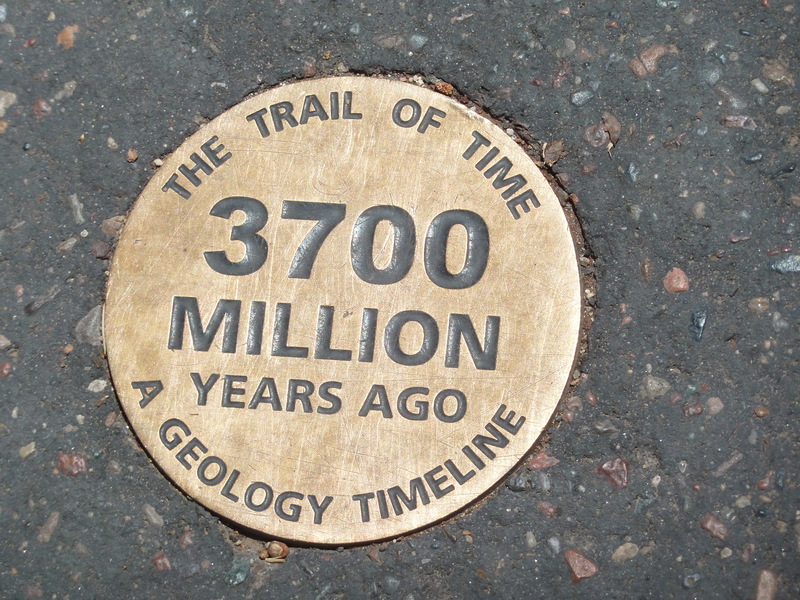 THE TRAIL OF TIME
3700
MILLION
YEARS AGO
A GEOLOGY TIMELINE